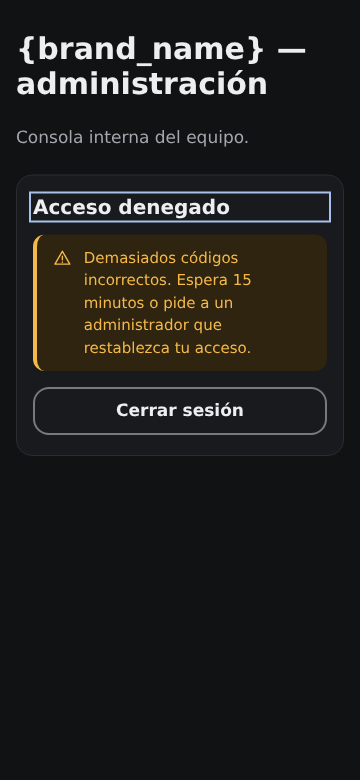 {brand_name} —
administración
Consola interna del equipo.
Acceso denegado
Demasiados códigos
incorrectos. Espera 15
minutos o pide a un
administrador que
restablezca tu acceso.
Cerrar sesión